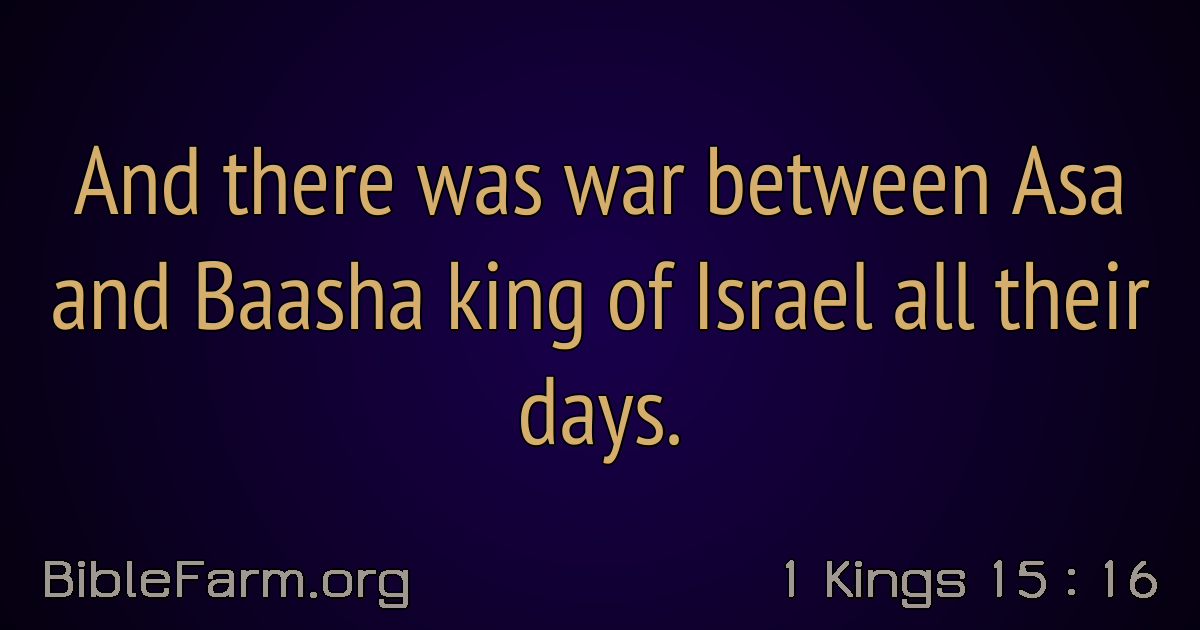 And there was war between Asa
and Baasha king of Israel all their
days.
BibleFarm.org
1 Kings 15 : 16